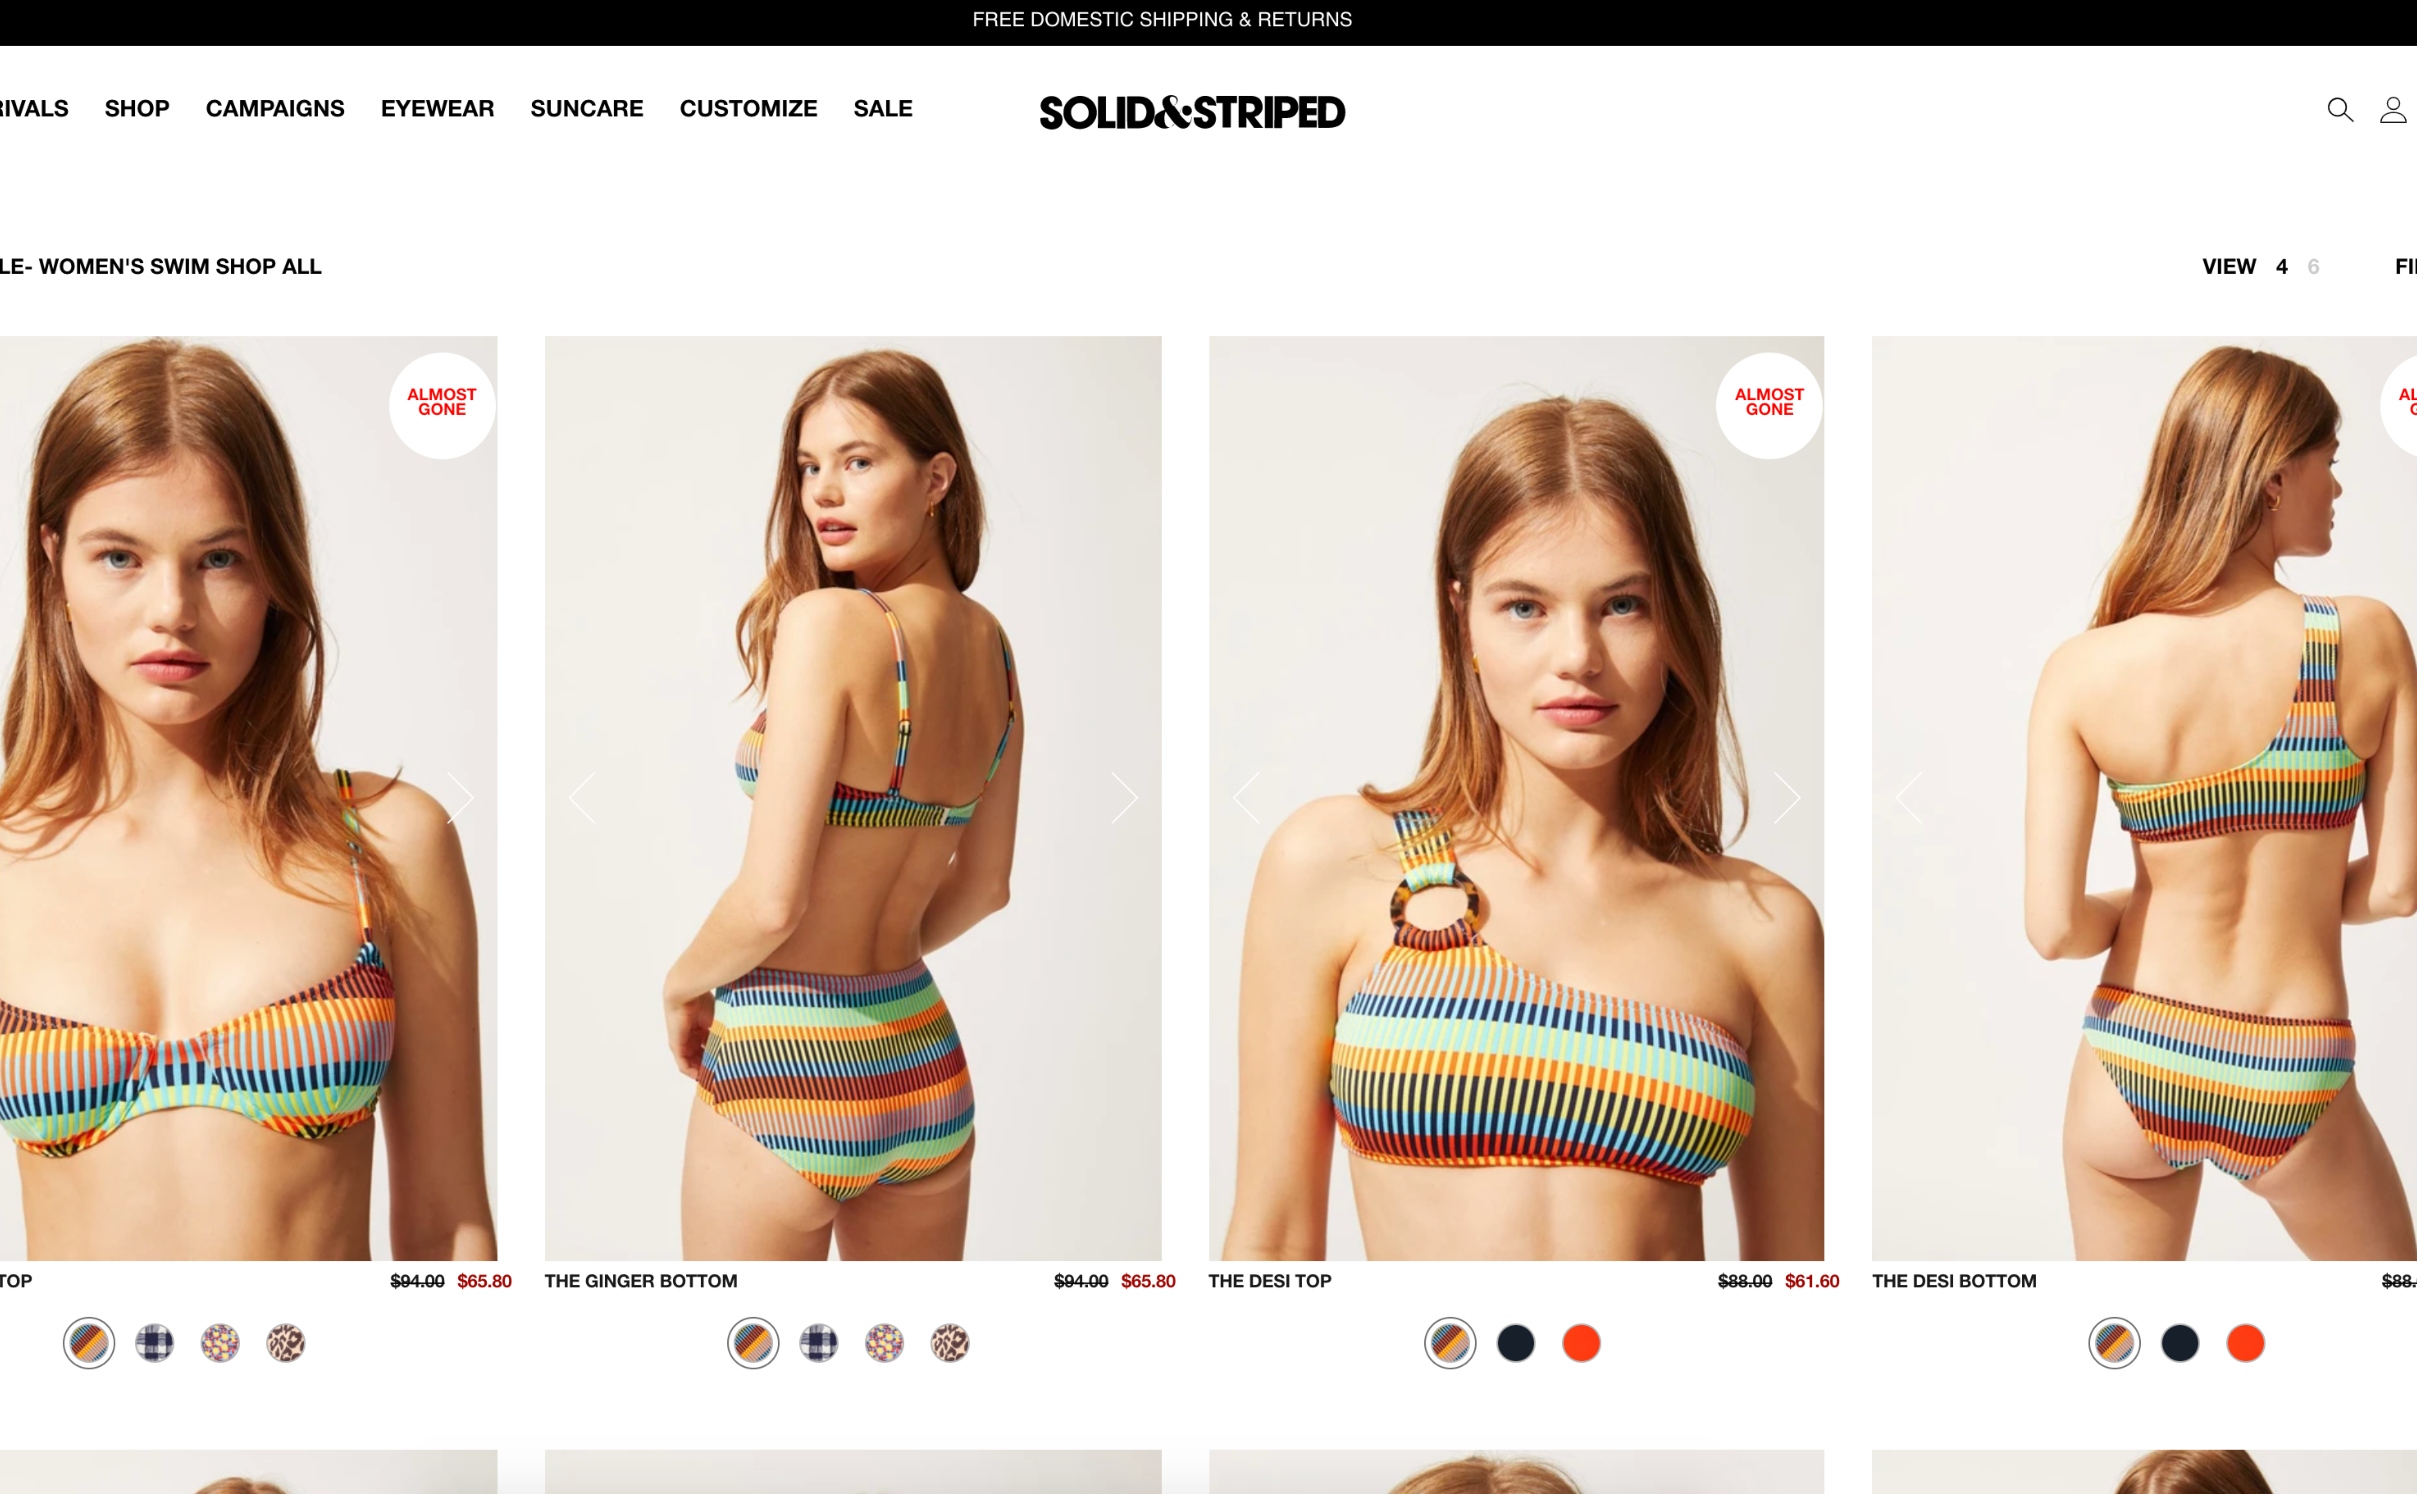 FREE DOMESTIC SHIPPING & RETURNS
RIVALS SHOP CAMPAIGNS EYEWEAR SUNCARE CUSTOMIZE SALE
SOLID&STRIPED
LE- WOMEN'S SWIM SHOP ALL
VIEW 4 6
FI
ALMOST
GONE
ALMOST
GONE
AL
G
TOP $94.00 $65.80
THE GINGER BOTTOM $94.00 $65.80
THE DESI TOP $88.00 $61.60
THE DESI BOTTOM $88.